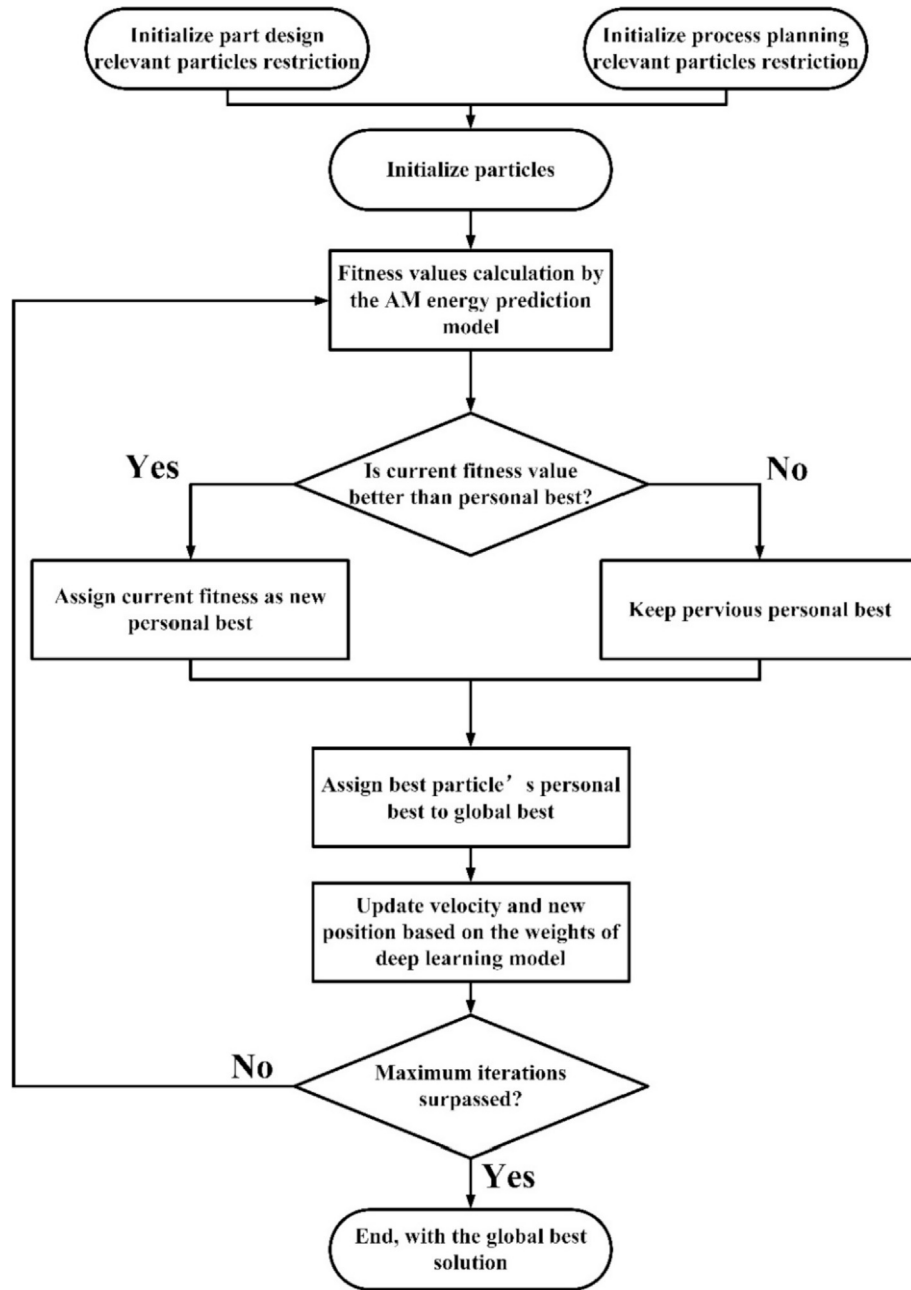 Initialize part design
relevant particles restriction
Initialize process planning
relevant particles restriction
Initialize particles
Fitness values calculation by
the AM energy prediction
model
Is current fitness value
better than personal best?
Yes
No
Assign current fitness as new
personal best
Keep pervious personal best
Assign best particle’s personal
best to global best
Update velocity and new
position based on the weights of
deep learning model
Maximum iterations
surpassed?
No
Yes
End, with the global best
solution